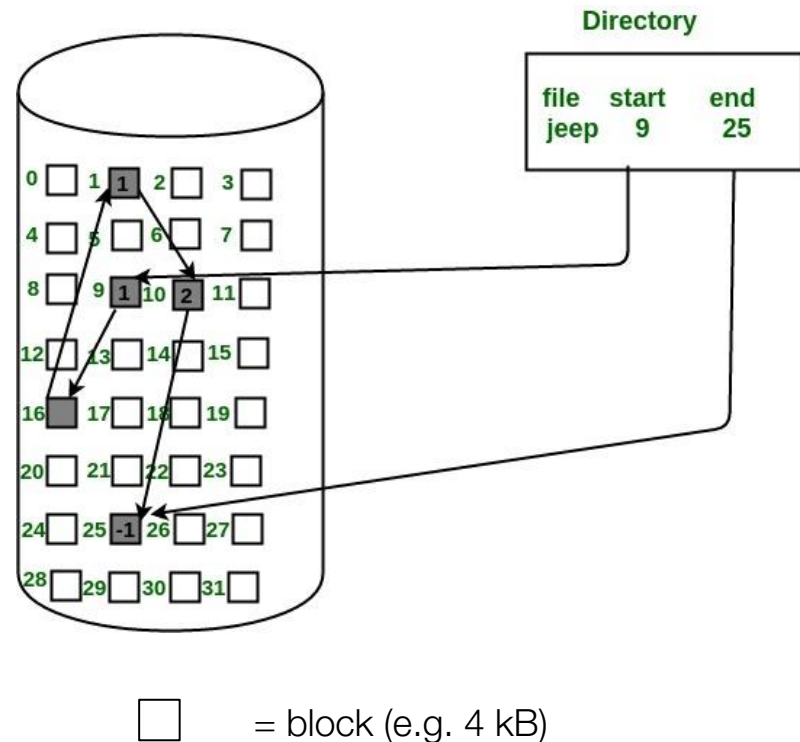 Directory
file start end
jeep 9 25
0 1 1 2 3
4 5 6 7
8 9 1 10 2 11
12 13 14 15
16 17 18 19
20 21 22 23
24 25 -1 26 27
28 29 30 31
= block (e.g. 4 kB)